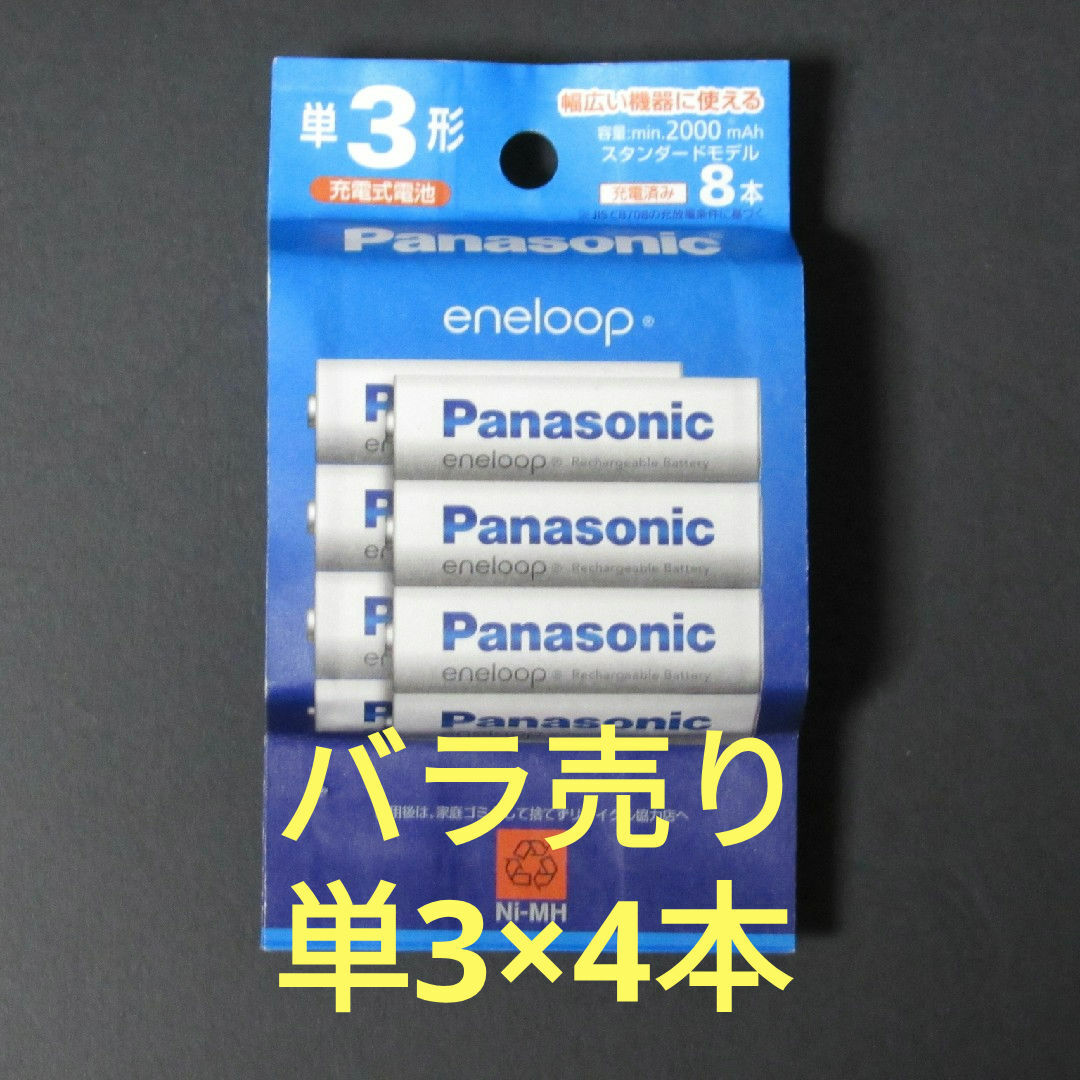 単3形
充電式電池
幅広い機器に使える
容量:min.2000 mAh
スタンダードモデル
充電済み 8本
Panasonic
eneloop®
Panasonic
eneloop® Rechargeable Battery
Panasonic
eneloop® Rechargeable Battery
Panasonic
eneloop® Rechargeable Battery
Panasonic
バラ売り
Ni-MH
単3×4本